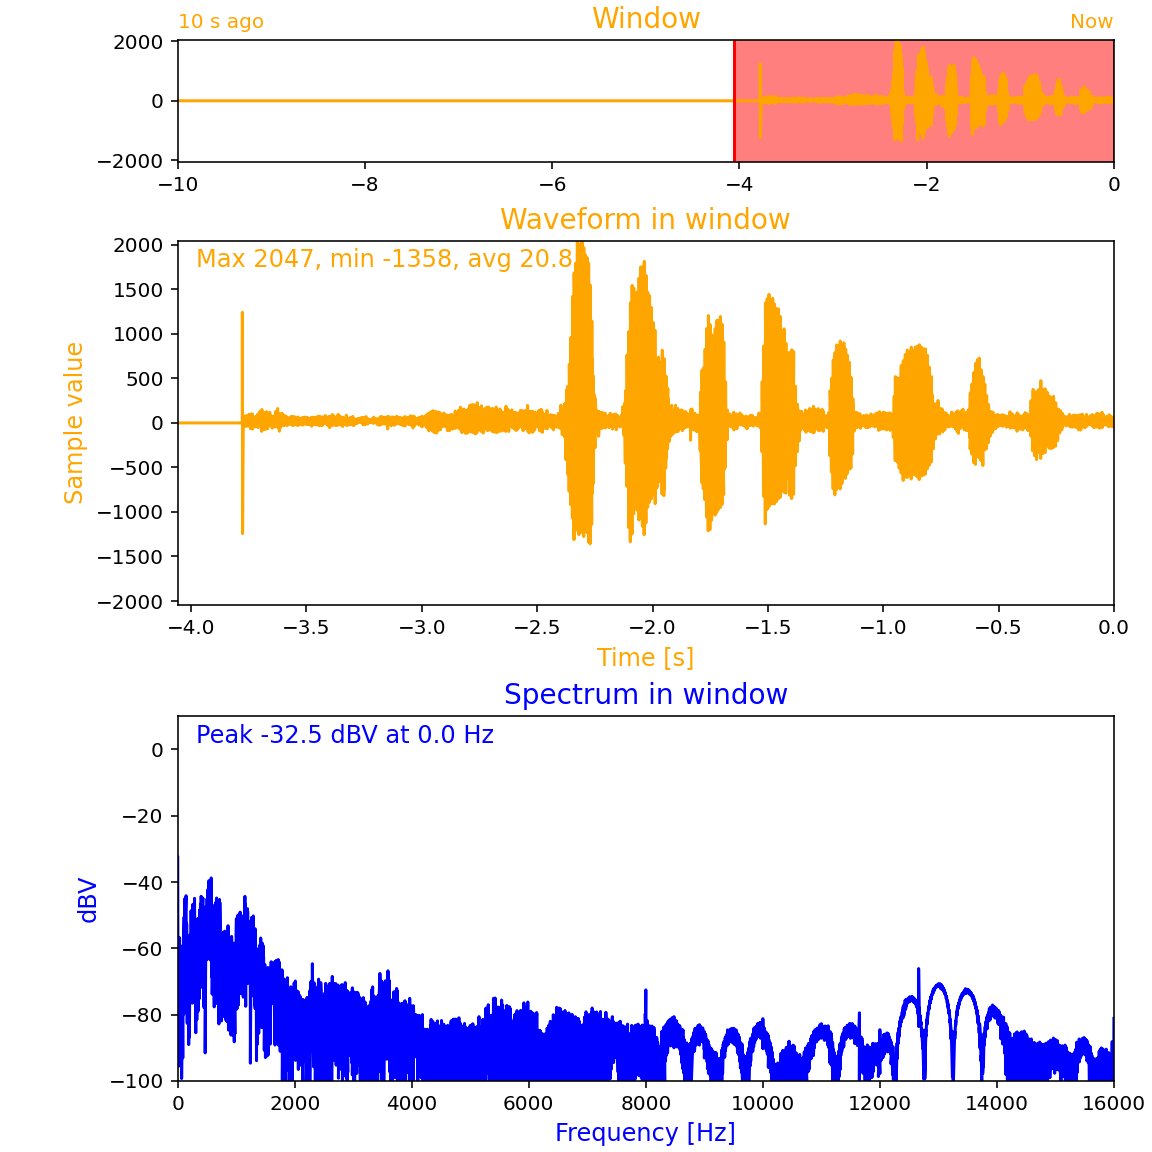 10 s ago Window Now
2000
0
−2000
−10 −8 −6 −4 −2 0
Waveform in window
Max 2047, min -1358, avg 20.8
2000
1500
1000
500
0
−500
−1000
−1500
−2000
Sample value
−4.0 −3.5 −3.0 −2.5 −2.0 −1.5 −1.0 −0.5 0.0
Time [s]
Spectrum in window
Peak -32.5 dBV at 0.0 Hz
0
−20
−40
−60
−80
−100
dBV
0 2000 4000 6000 8000 10000 12000 14000 16000
Frequency [Hz]